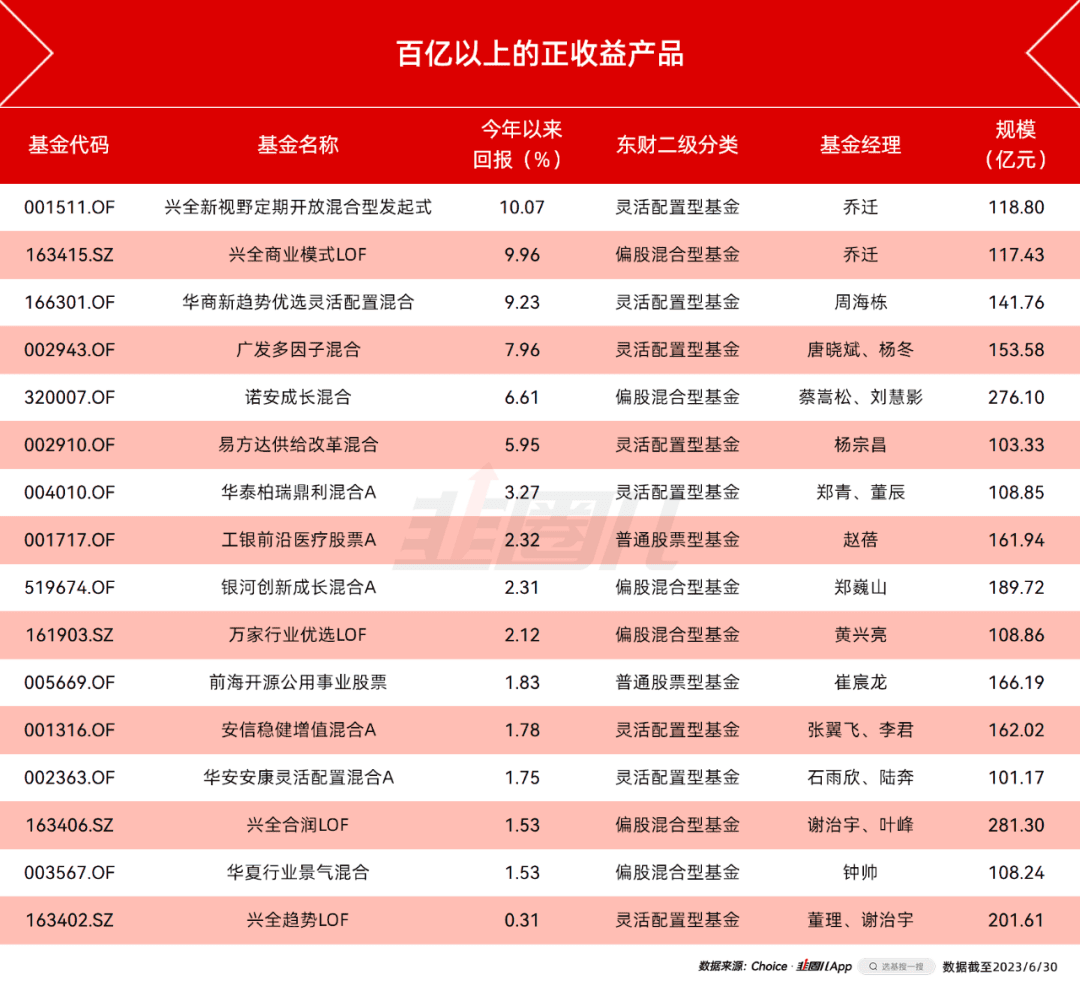 百亿以上的正收益产品
基金代码 基金名称 今年以来回报（%） 东财二级分类 基金经理 规模（亿元）
001511.OF 兴全新视野定期开放混合型发起式 10.07 灵活配置型基金 乔迁 118.80
163415.SZ 兴全商业模式LOF 9.96 偏股混合型基金 乔迁 117.43
166301.OF 华商新趋势优选灵活配置混合 9.23 灵活配置型基金 周海栋 141.76
002943.OF 广发多因子混合 7.96 灵活配置型基金 唐晓斌、杨冬 153.58
320007.OF 诺安成长混合 6.61 偏股混合型基金 蔡嵩松、刘慧影 276.10
002910.OF 易方达供给改革混合 5.95 灵活配置型基金 杨宗昌 103.33
004010.OF 华泰柏瑞鼎利混合A 3.27 灵活配置型基金 郑青、董辰 108.85
001717.OF 工银前沿医疗股票A 2.32 普通股票型基金 赵蓓 161.94
519674.OF 银河创新成长混合A 2.31 偏股混合型基金 郑巍山 189.72
161903.SZ 万家行业优选LOF 2.12 偏股混合型基金 黄兴亮 108.86
005669.OF 前海开源公用事业股票 1.83 普通股票型基金 崔宸龙 166.19
001316.OF 安信稳健增值混合A 1.78 灵活配置型基金 张翼飞、李君 162.02
002363.OF 华安安康灵活配置混合A 1.75 灵活配置型基金 石雨欣、陆奔 101.17
163406.SZ 兴全合润LOF 1.53 偏股混合型基金 谢治宇、叶峰 281.30
003567.OF 华夏行业景气混合 1.53 偏股混合型基金 钟帅 108.24
163402.SZ 兴全趋势LOF 0.31 灵活配置型基金 董理、谢治宇 201.61
韭圈儿
数据来源：Choice · 韭圈儿App 选基搜一搜 数据截至2023/6/30